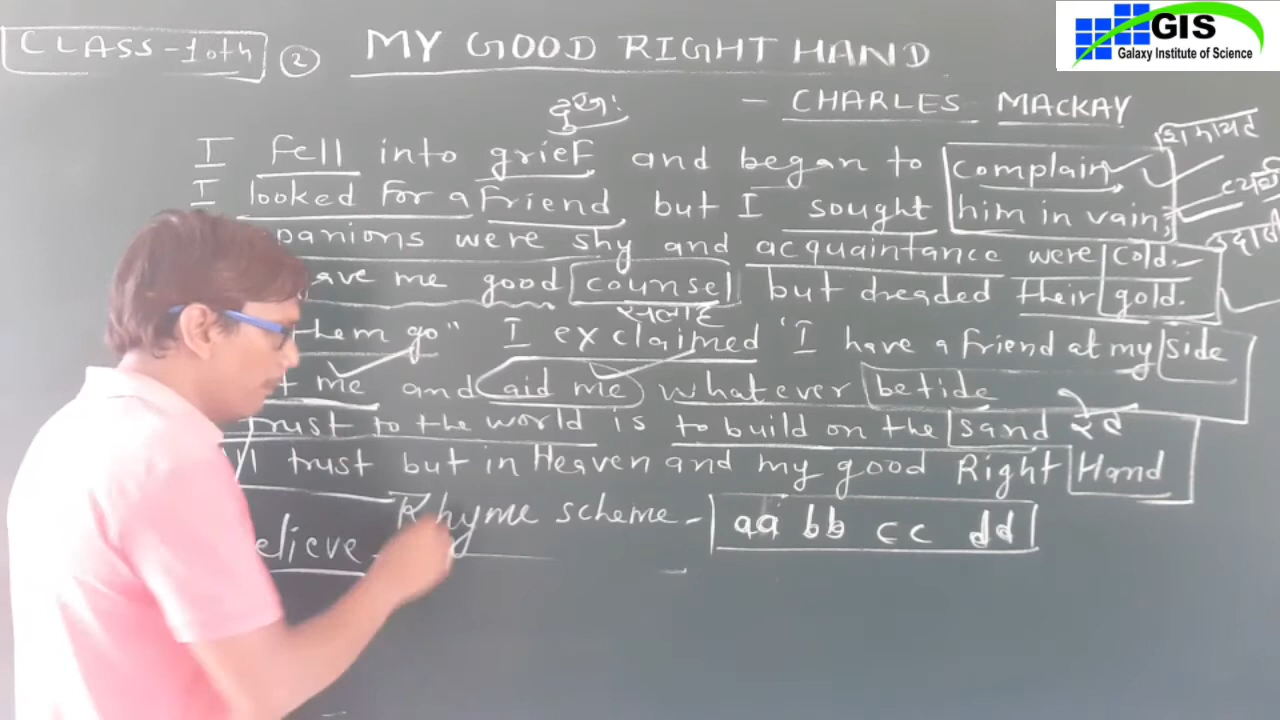 GIS
Galaxy Institute of Science
CLASS-10th ② MY GOOD RIGHT HAND
- CHARLES MACKAY
दुखः
I fell into grief and began to complain
I looked for a friend, but I sought him in vain,
panions were shy and acquaintance were cold.
ave me good counsel but dreaded their gold.
सलाह
them go" I exclaimed 'I have a friend at my side
me and aid me whatever betide
trust to the world is to build on the sand रेत
trust but in Heaven and my good Right Hand
Rhyme scheme - aa bb cc dd
elieve -